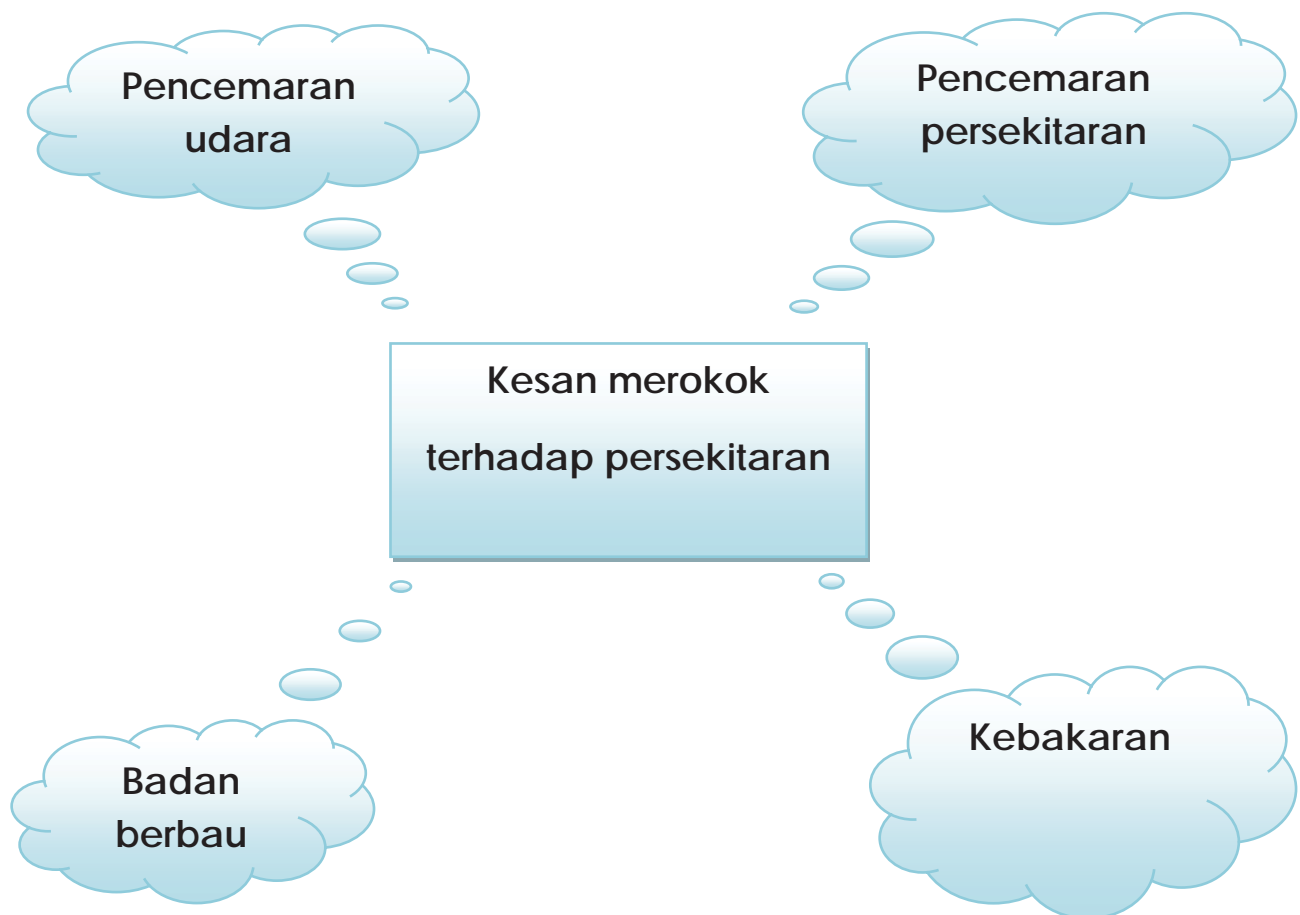 Pencemaran
udara
Pencemaran
persekitaran
Kesan merokok
terhadap persekitaran
Badan
berbau
Kebakaran